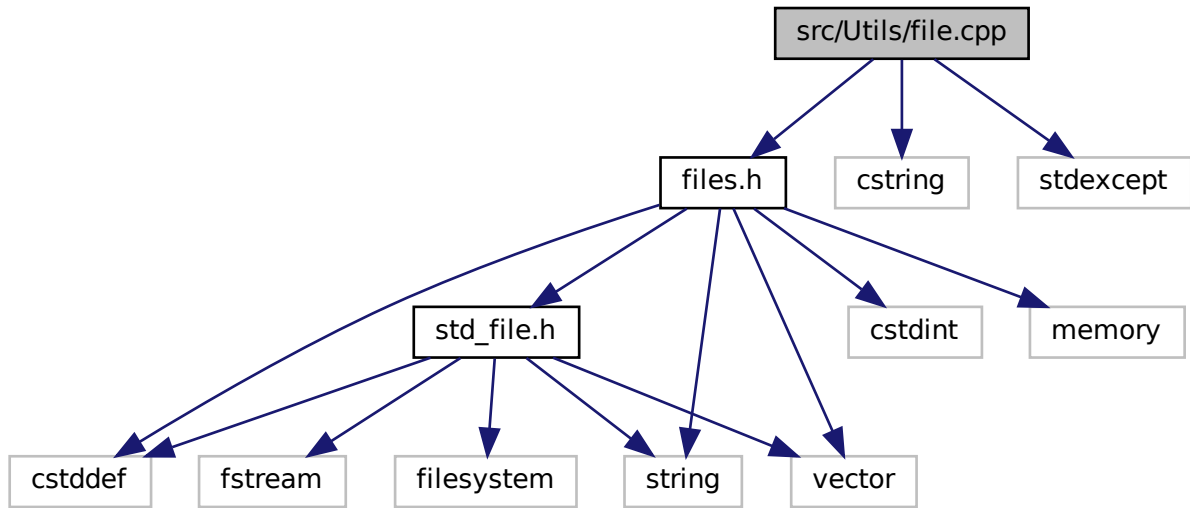 src/Utils/file.cpp
files.h
cstring
stdexcept
std_file.h
cstdint
memory
cstddef
fstream
filesystem
string
vector